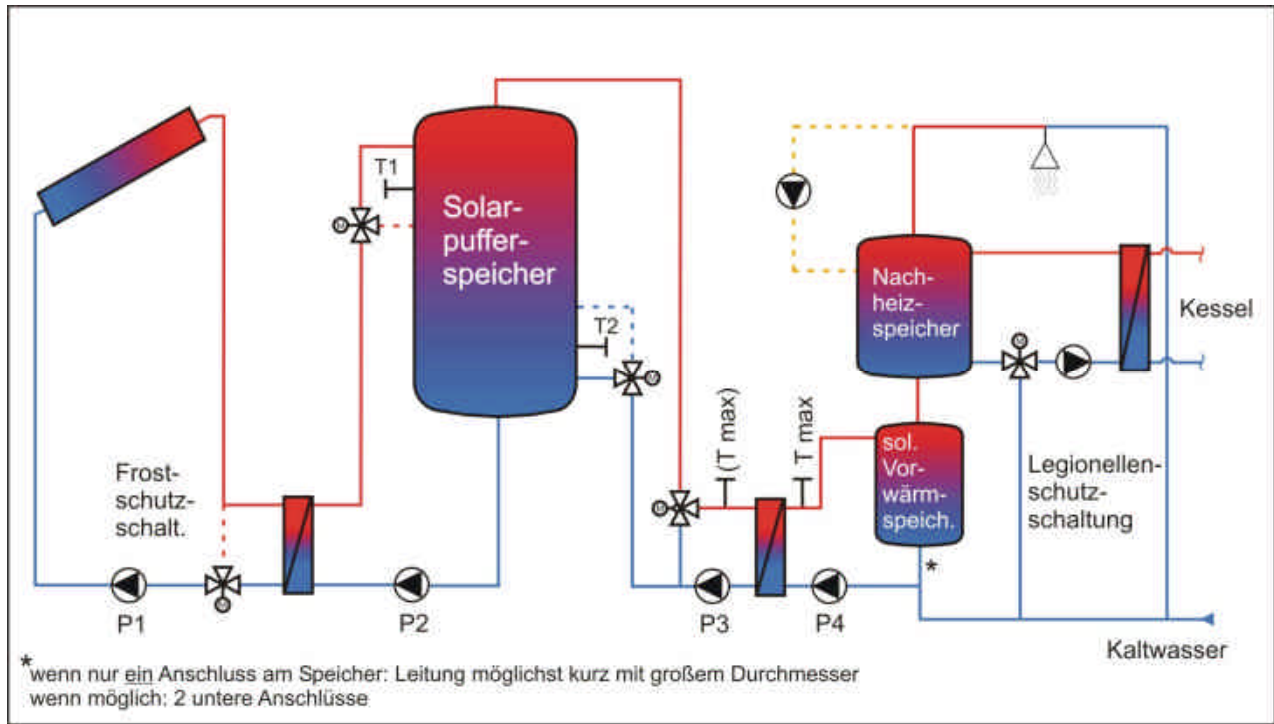 T1
Solar-
puffer-
speicher
T2
Nach-
heiz-
speicher
Kessel
(T max)
T max
sol.
Vor-
wärm-
speich.
Legionellen-
schutz-
schaltung
Frost-
schutz-
schalt.
M
M
M
M
M
P1
P2
P3
P4
*
Kaltwasser
*wenn nur ein Anschluss am Speicher: Leitung möglichst kurz mit großem Durchmesser
wenn möglich: 2 untere Anschlüsse